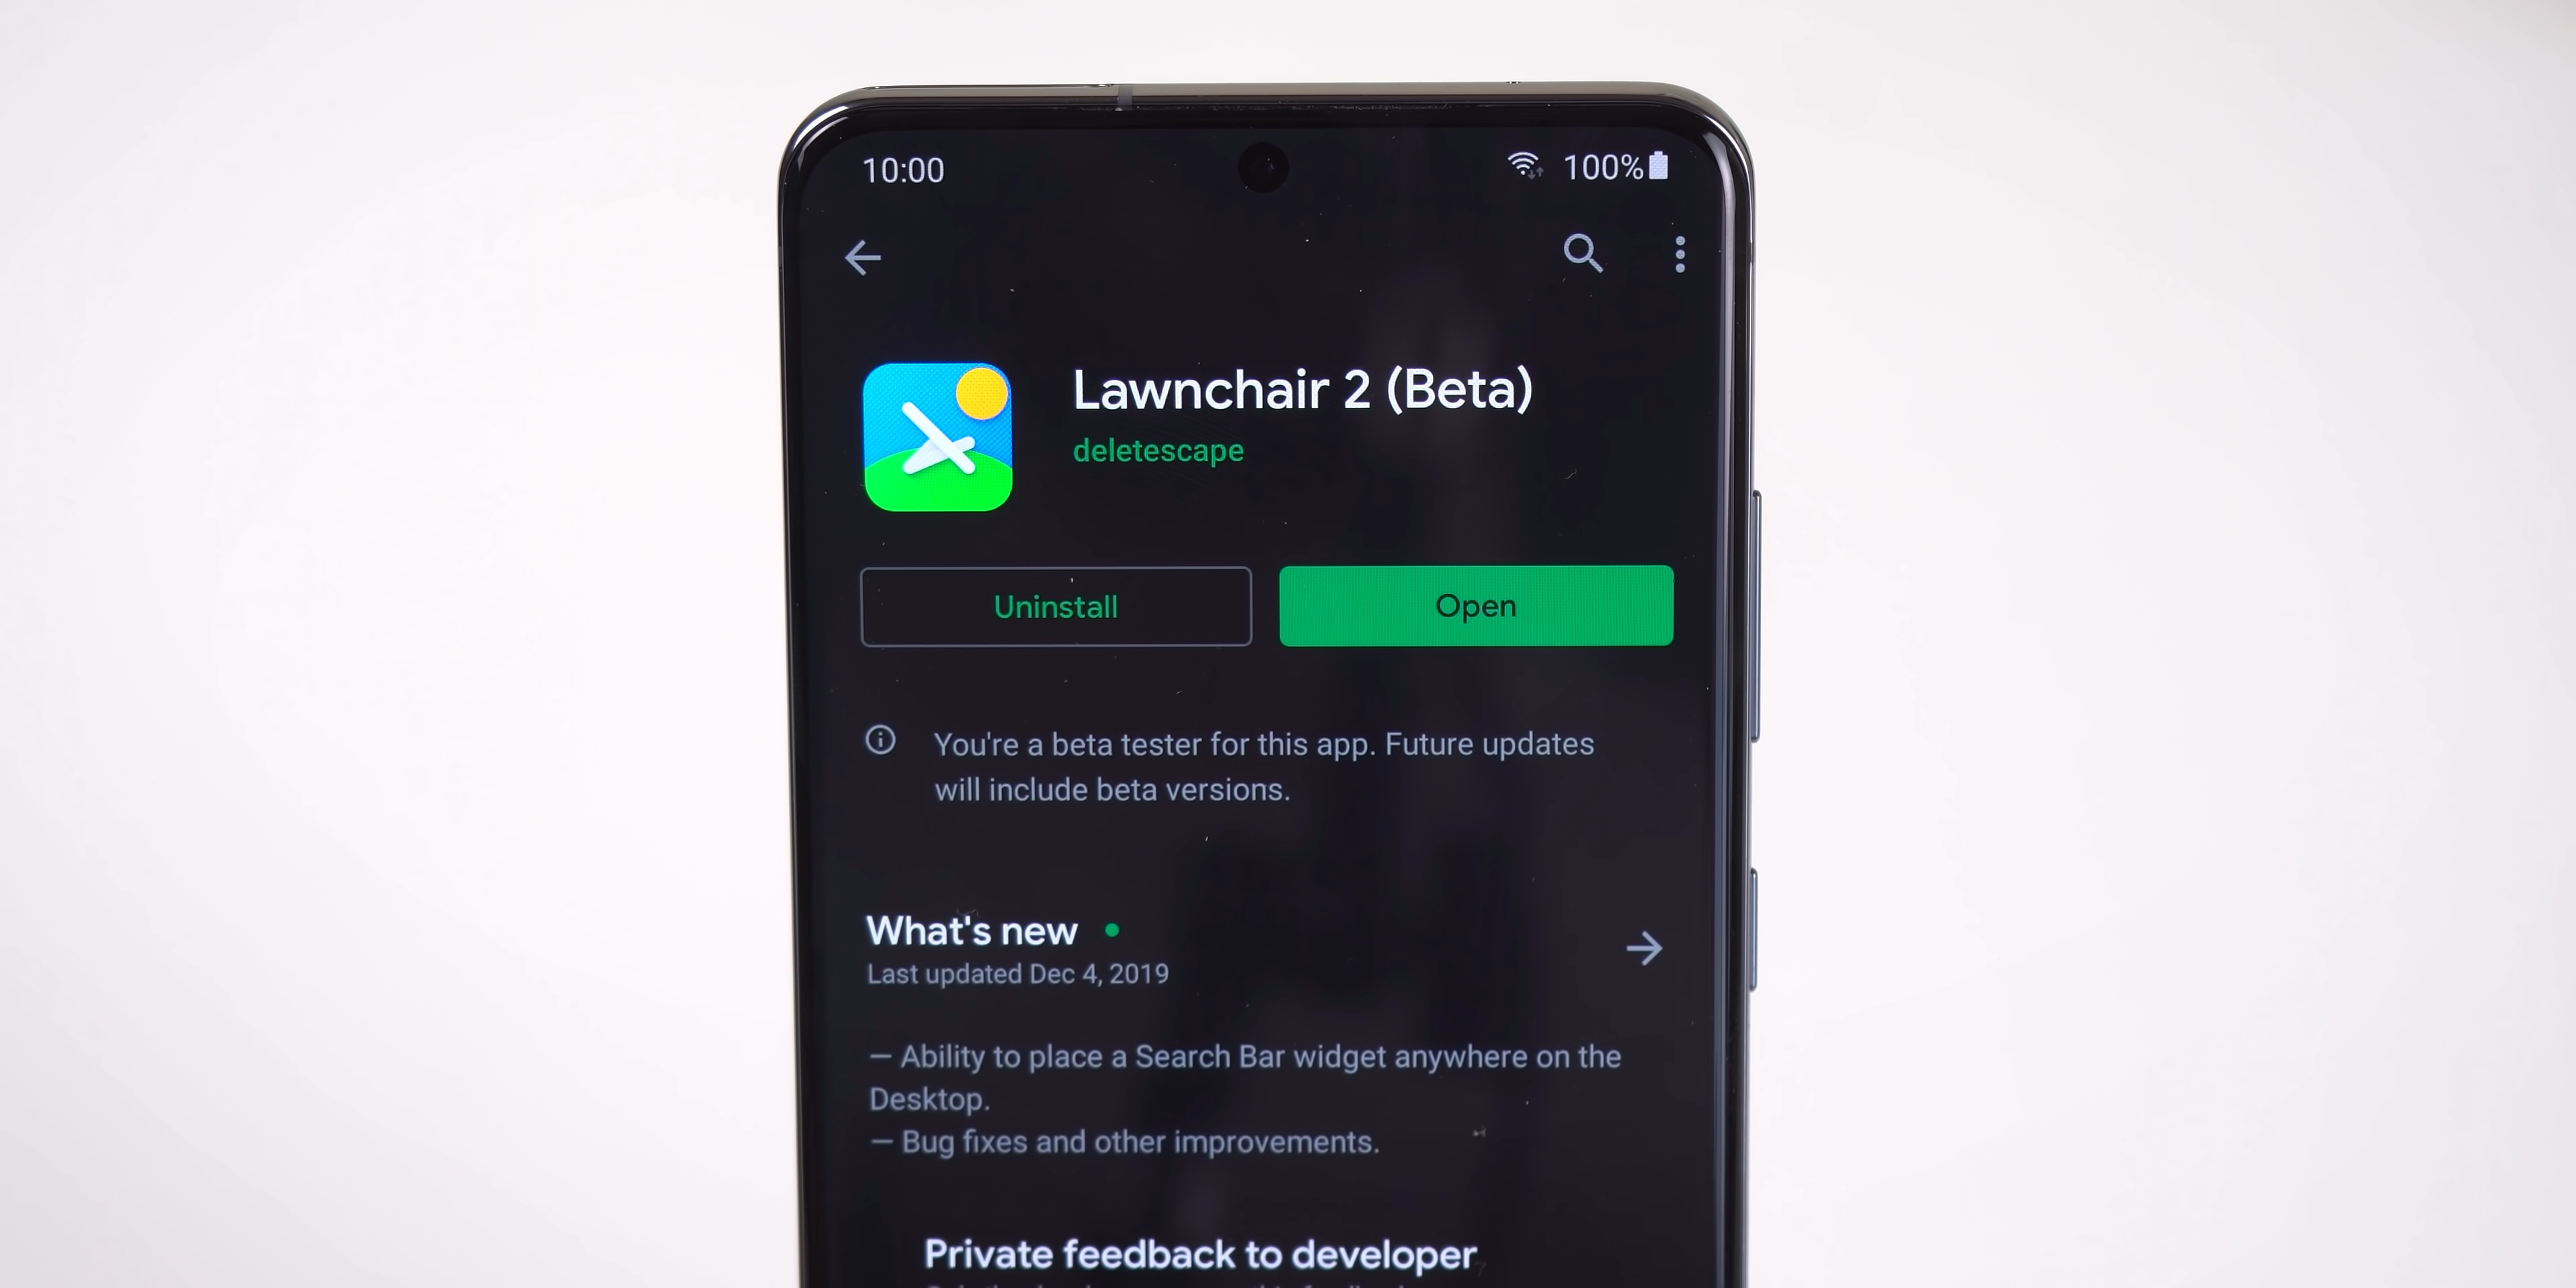 10:00
100%
Lawnchair 2 (Beta)
deletescape
Uninstall
Open
You're a beta tester for this app. Future updates
will include beta versions.
What's new
Last updated Dec 4, 2019
— Ability to place a Search Bar widget anywhere on the
Desktop.
— Bug fixes and other improvements.
Private feedback to developer